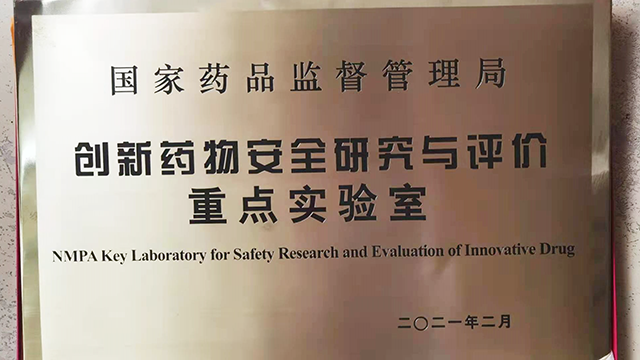 国家药品监督管理局
创新药物安全研究与评价
重点实验室
NMPA Key Laboratory for Safety Research and Evaluation of Innovative Drug
二〇二一年二月